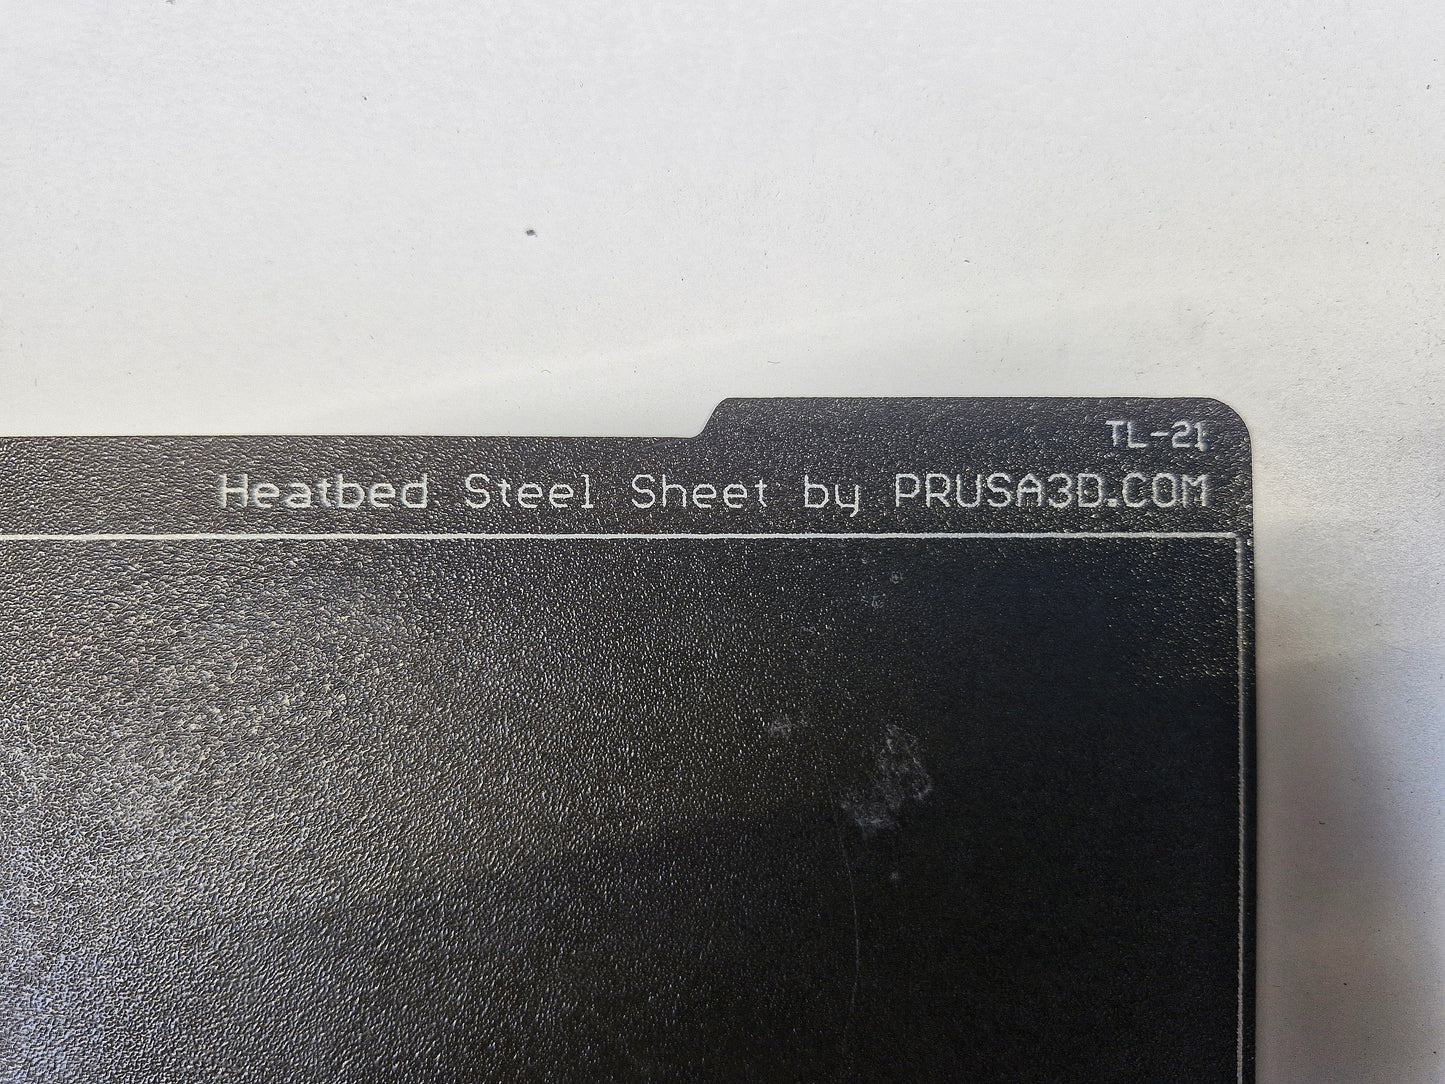 TL-21
Heatbed Steel Sheet by PRUSA3D.COM